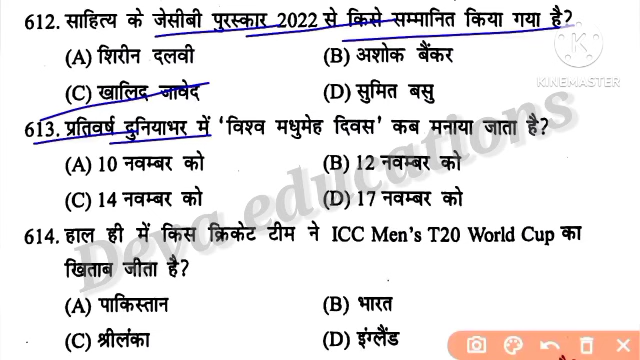 612. साहित्य के जेसीबी पुरस्कार 2022 से किसे सम्मानित किया गया है?
(A) शिरीन दलवी (B) अशोक बैंकर
(C) खालिद जावेद (D) सुमित बसु
KINEMASTER
613. प्रतिवर्ष दुनियाभर में ‘विश्व मधुमेह दिवस’ कब मनाया जाता है?
(A) 10 नवम्बर को (B) 12 नवम्बर को
(C) 14 नवम्बर को (D) 17 नवम्बर को
Deva educations
614. हाल ही में किस क्रिकेट टीम ने ICC Men’s T20 World Cup का
खिताब जीता है?
(A) पाकिस्तान (B) भारत
(C) श्रीलंका (D) इंग्लैंड